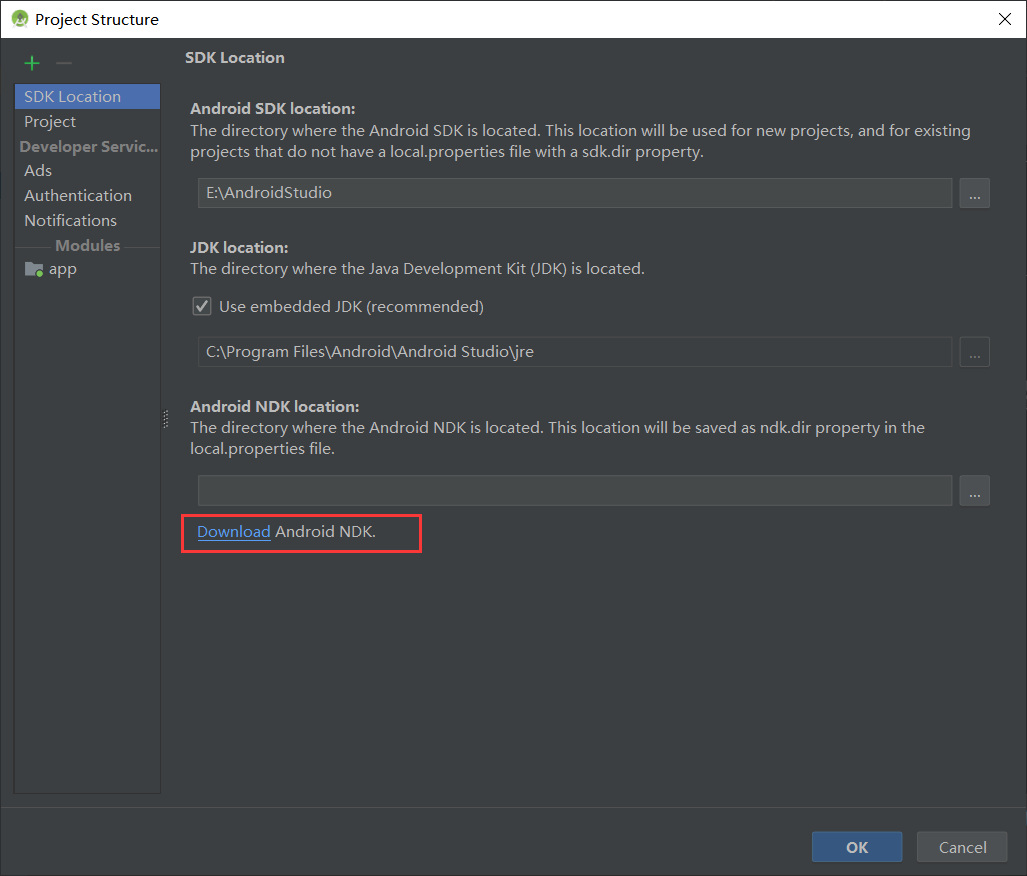 Project Structure
SDK Location
SDK Location
Project
Developer Servic...
Ads
Authentication
Notifications
Modules
app
Android SDK location:
The directory where the Android SDK is located. This location will be used for new projects, and for existing
projects that do not have a local.properties file with a sdk.dir property.
E:\AndroidStudio
...
JDK location:
The directory where the Java Development Kit (JDK) is located.
Use embedded JDK (recommended)
C:\Program Files\Android\Android Studio\jre
...
Android NDK location:
The directory where the Android NDK is located. This location will be saved as ndk.dir property in the
local.properties file.
...
Download Android NDK.
OK
Cancel